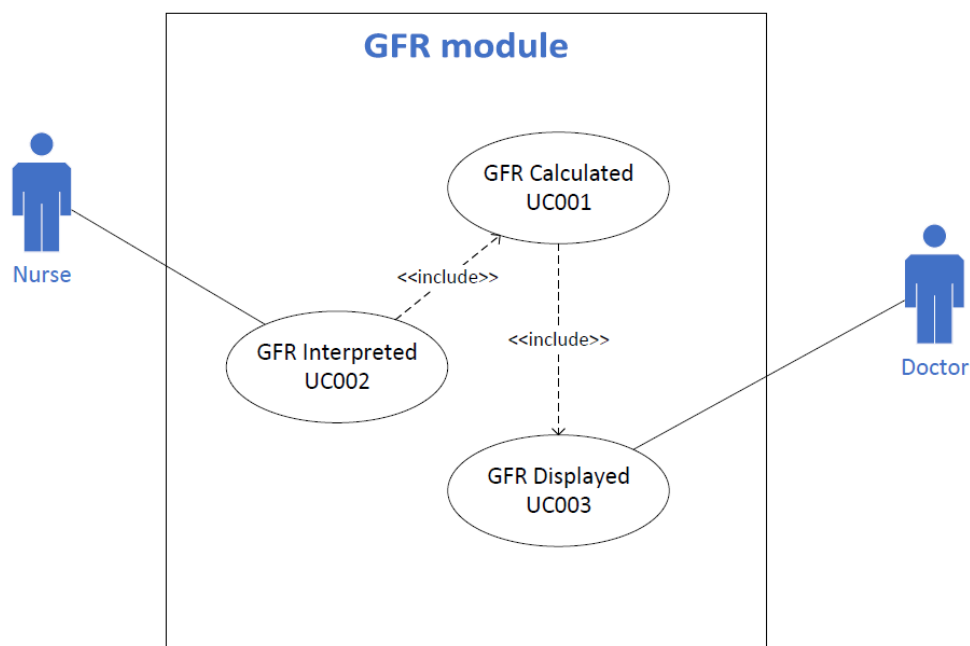 GFR module
GFR Calculated
UC001
Nurse
<<include>>
<<include>>
GFR Interpreted
UC002
Doctor
GFR Displayed
UC003